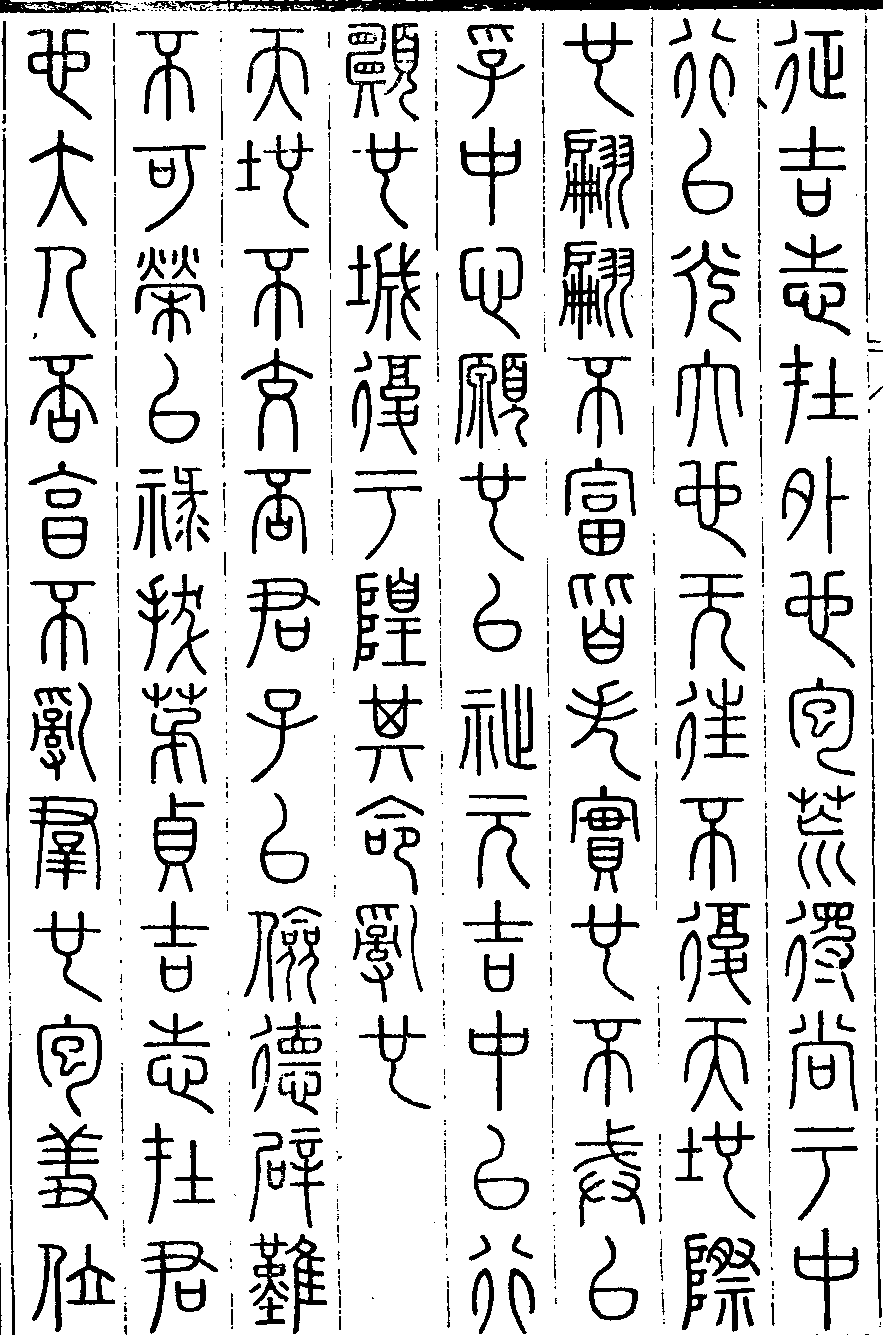 征吉志在外也包荒得尚于中
行以光大也无往不復天地際
也翩翩不富皆失實也不戒以
孚中心願也以祉元吉中以行
願也城復于隍其命亂也
天地不交否君子以儉德辟難
不可榮以祿拔茅貞吉志在君
也大人否亨不亂羣也包羞位